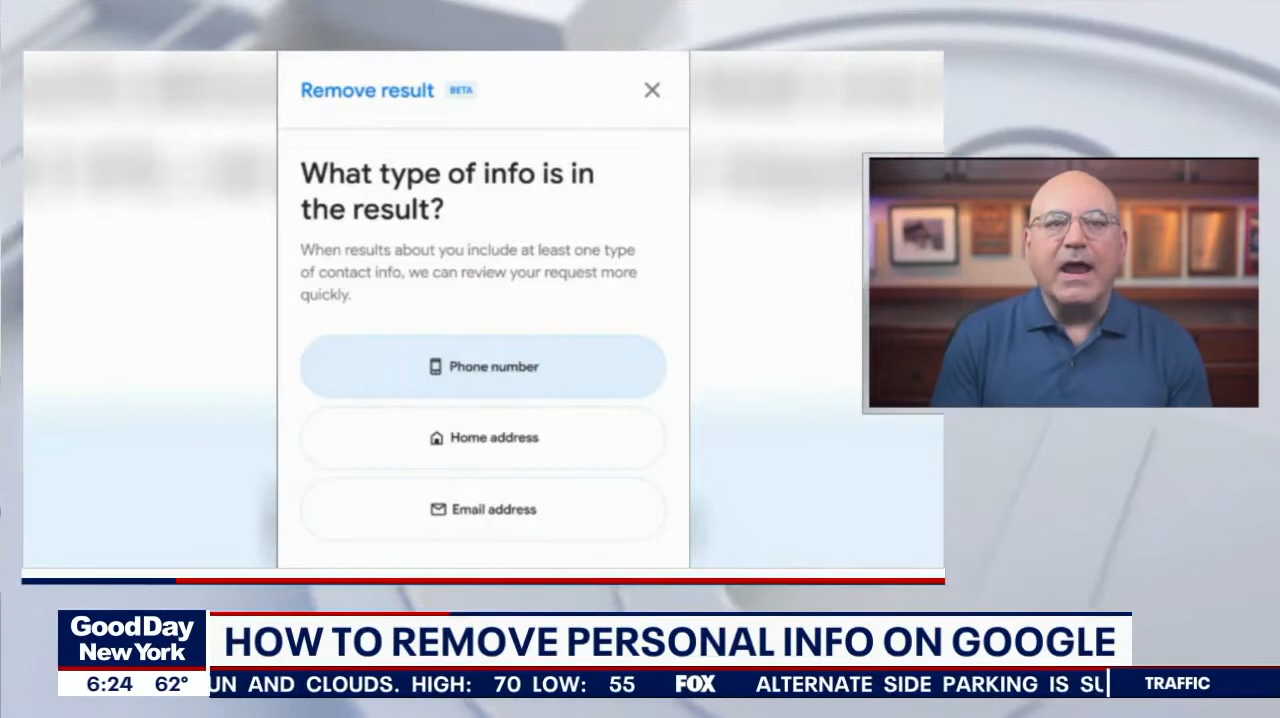 Remove result BETA
What type of info is in
the result?
When results about you include at least one type
of contact info, we can review your request more
quickly.
Phone number
Home address
Email address
Good Day
New York
HOW TO REMOVE PERSONAL INFO ON GOOGLE
6:24 62° UN AND CLOUDS. HIGH: 70 LOW: 55 FOX ALTERNATE SIDE PARKING IS SU TRAFFIC